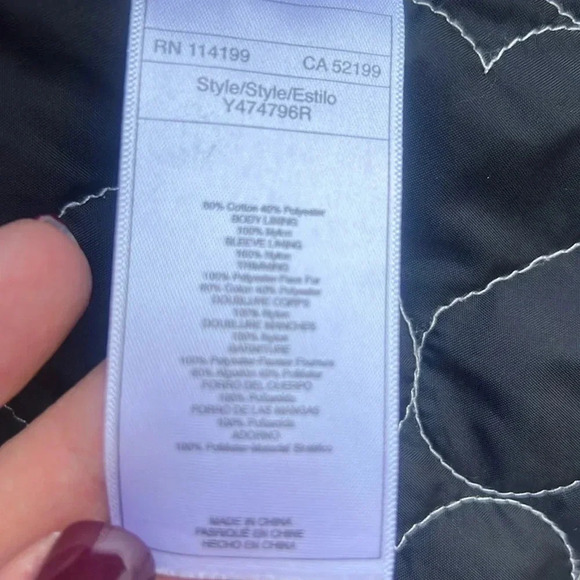 RN 114199 CA 52199
Style/Style/Estilo
Y474796R
60% Cotton 40% Polyester
BODY LINING
100% Nylon
SLEEVE LINING
100% Nylon
TRIMMING
100% Polyester Faux Fur
60% Coton 40% Polyester
DOUBLURE CORPS
100% Nylon
DOUBLURE MANCHES
100% Nylon
GARNITURE
100% Polyester Fausse Fourrure
60% Algodón 40% Poliéster
FORRO DEL CUERPO
100% Poliamida
FORRO DE LAS MANGAS
100% Poliamida
ADORNO
100% Poliéster Material Sintético
MADE IN CHINA
FABRIQUÉ EN CHINE
HECHO EN CHINA